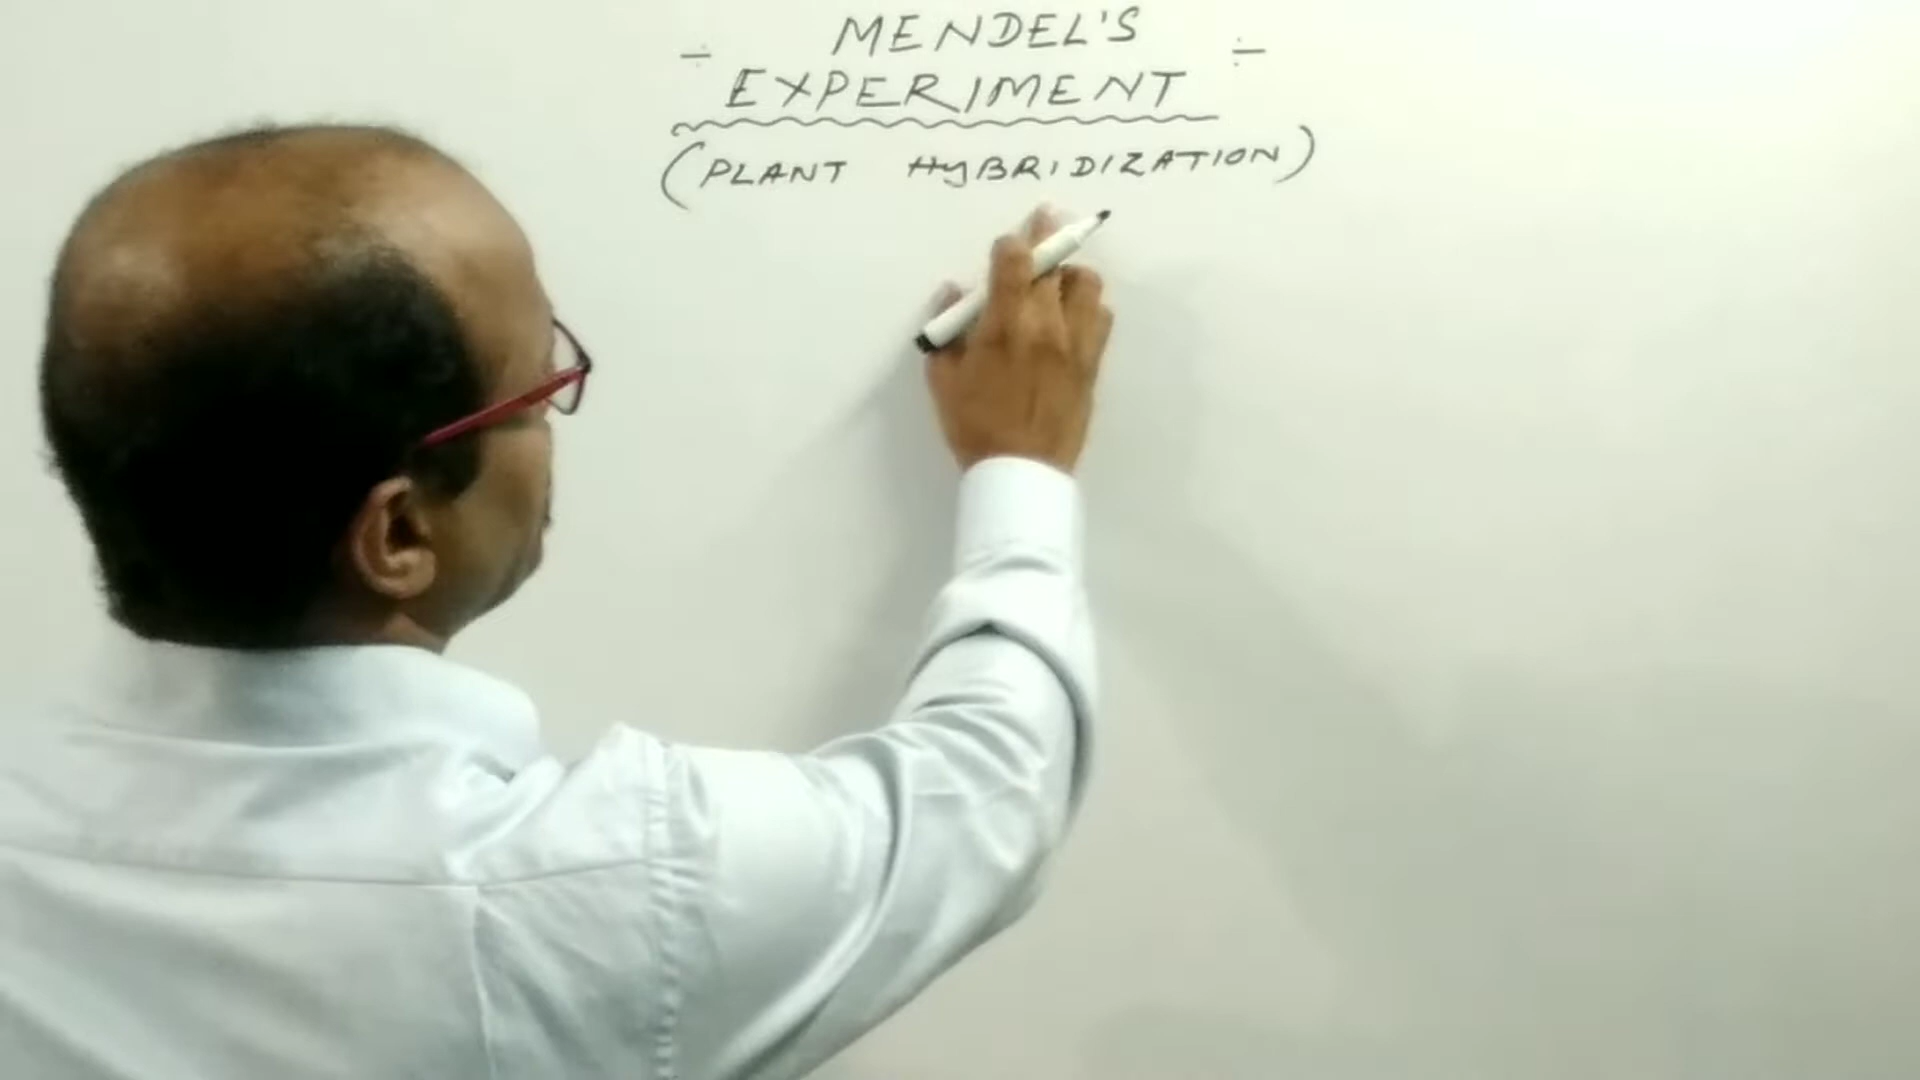 ÷ MENDEL'S ÷
EXPERIMENT
(PLANT HYBRIDIZATION)